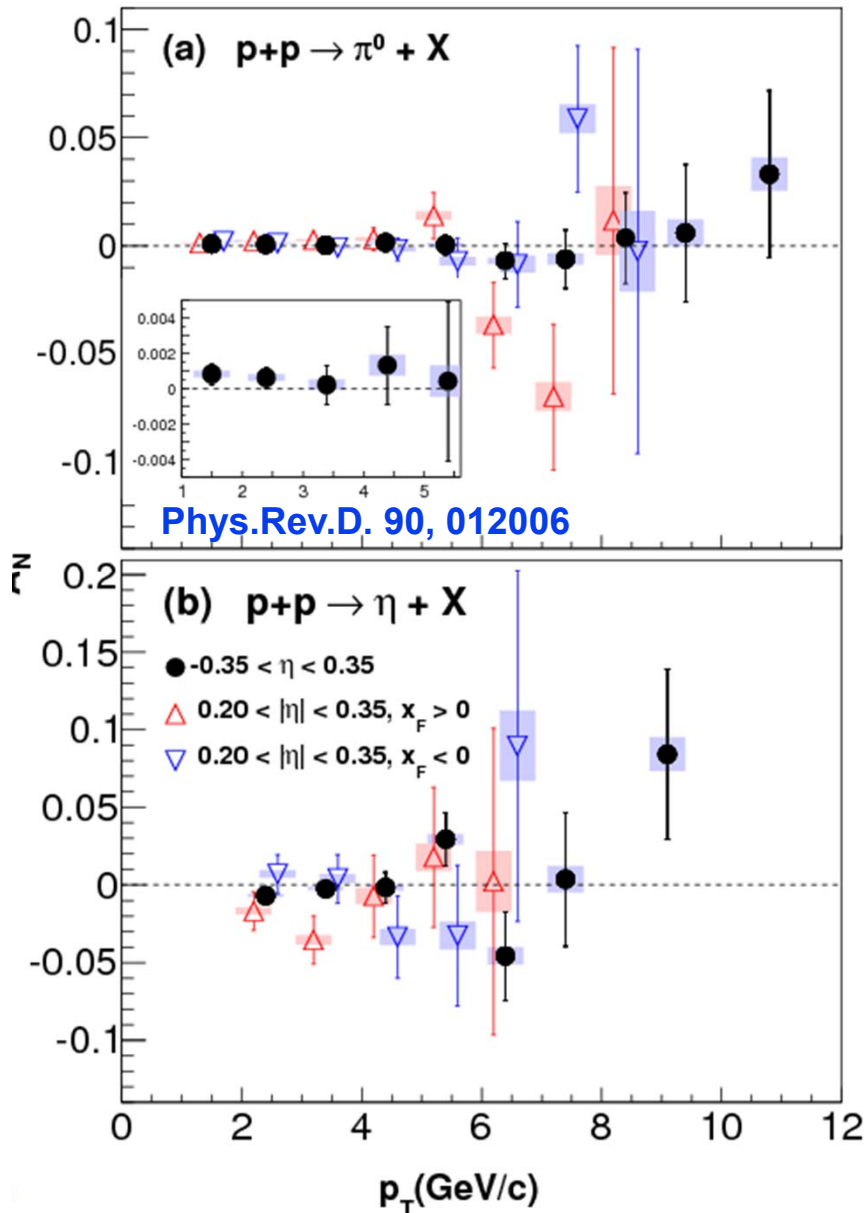 0.1
(a) p+p → π⁰ + X
0.05
0
-0.05
-0.1
0.004
0.002
0
-0.002
-0.004
1 2 3 4 5
Phys.Rev.D. 90, 012006
0.2
(b) p+p → η + X
0.15
-0.35 < η < 0.35
0.20 < |η| < 0.35, x_F > 0
0.1
0.20 < |η| < 0.35, x_F < 0
0.05
0
-0.05
-0.1
0 2 4 6 8 10 12
p_T(GeV/c)